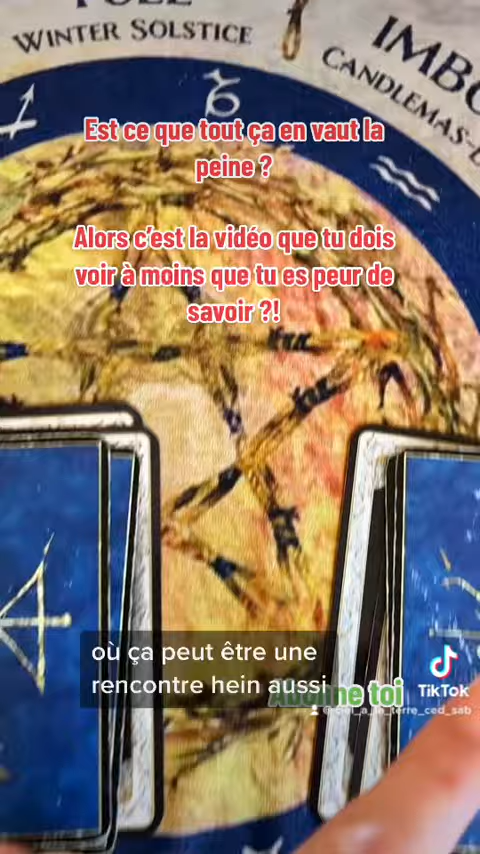 WINTER SOLSTICE
IMBO
CANDLEMAS-
Est ce que tout ça en vaut la
peine ?
Alors c'est la vidéo que tu dois
voir à moins que tu es peur de
savoir ?!
où ça peut être une
rencontre hein aussi
Abonne toi
TikTok